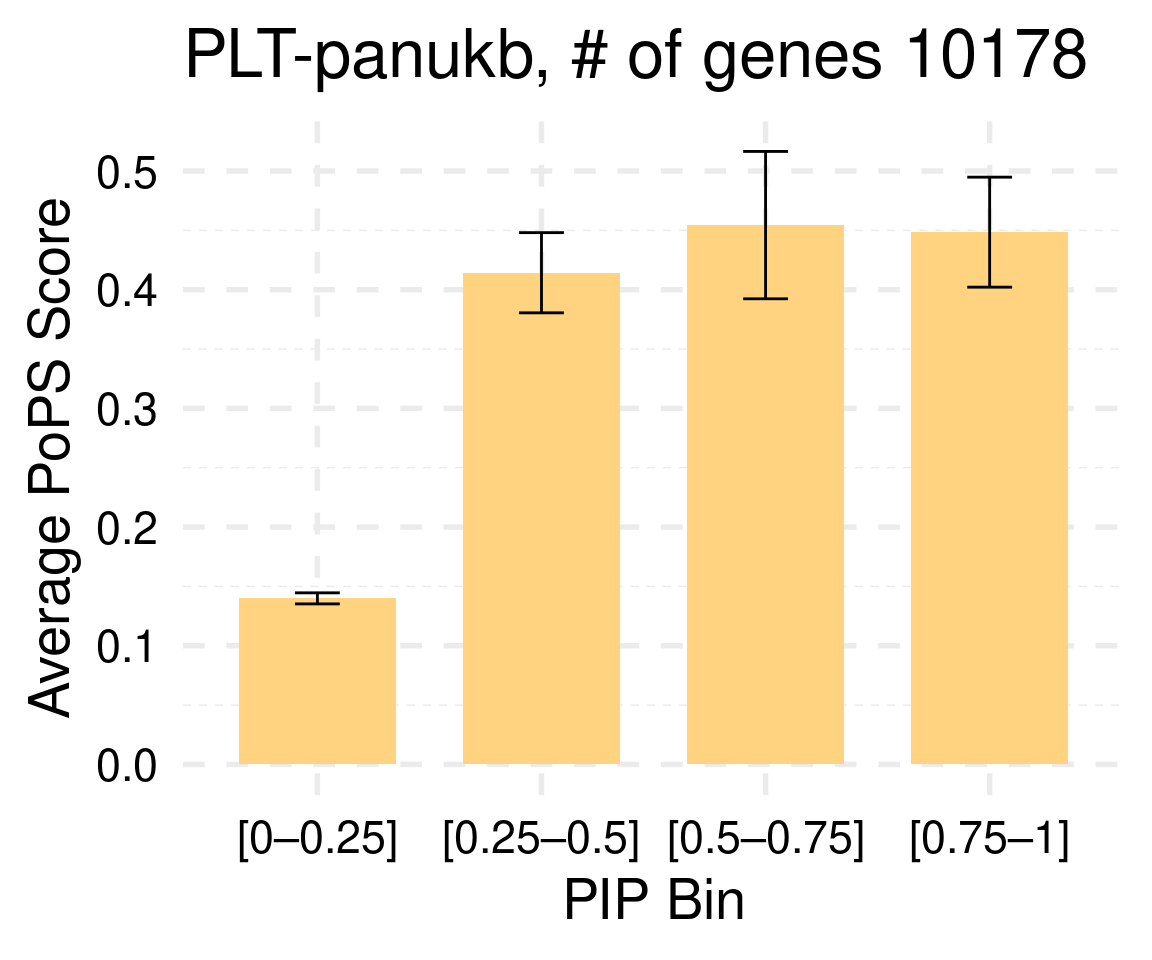 PLT-panukb, # of genes 10178
Average PoPS Score
0.5
0.4
0.3
0.2
0.1
0.0
[0–0.25] [0.25–0.5] [0.5–0.75] [0.75–1]
PIP Bin